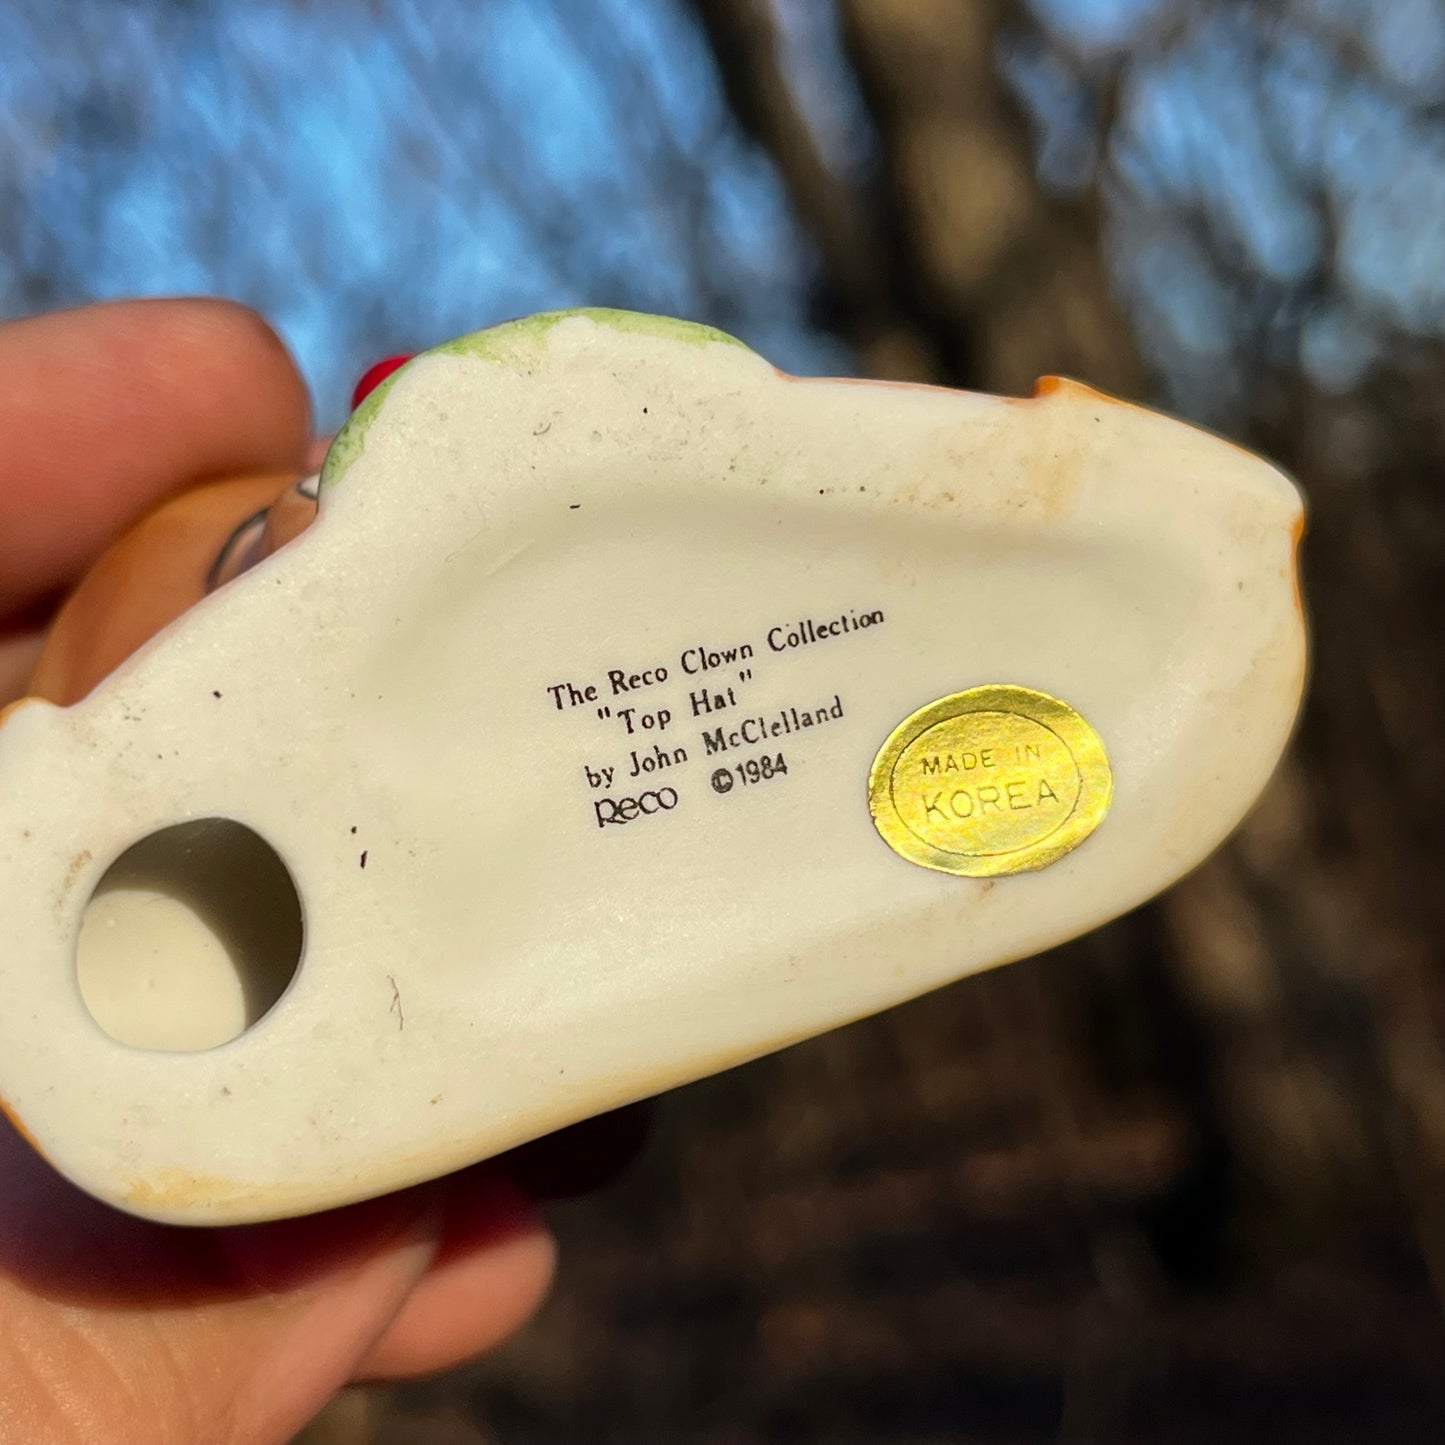 The Reco Clown Collection
"Top Hat"
by John McClelland
Reco ©1984
MADE IN
KOREA